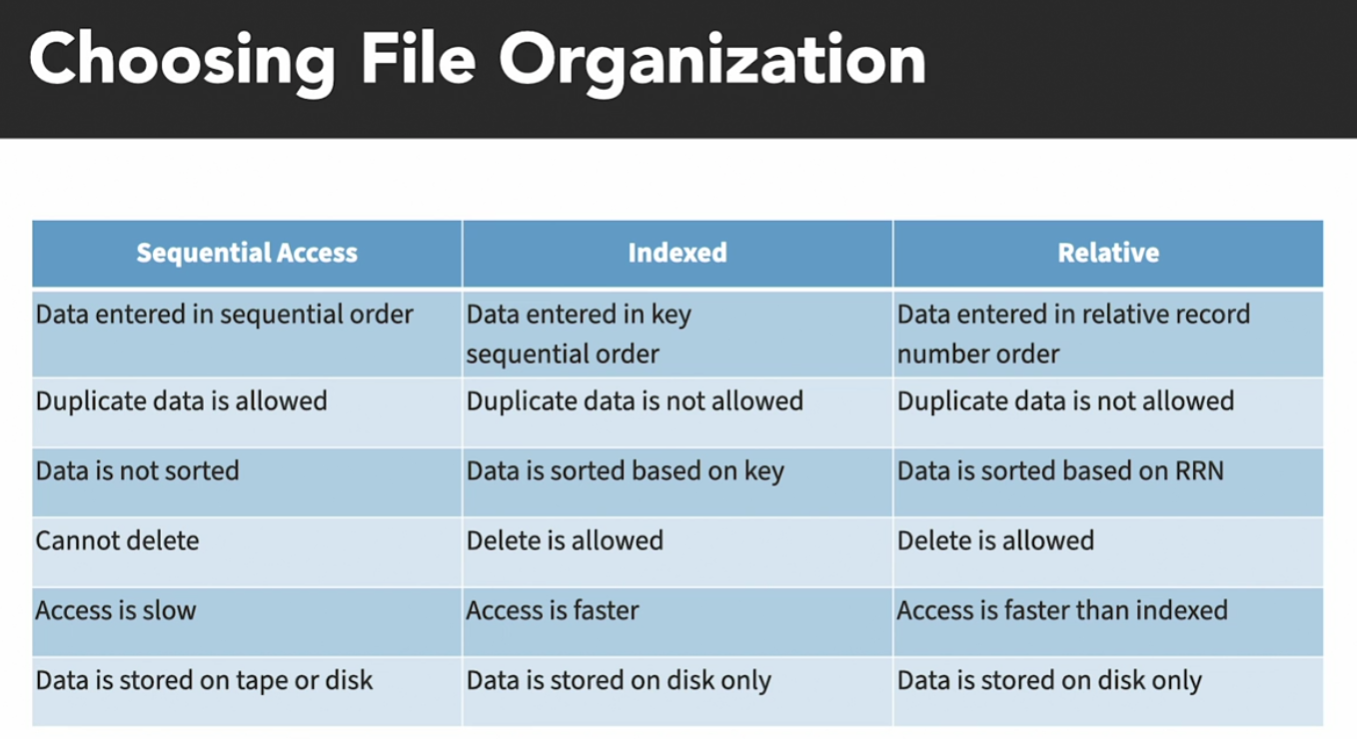 Choosing File Organization
Sequential Access
Indexed
Relative
Data entered in sequential order
Data entered in key
sequential order
Data entered in relative record
number order
Duplicate data is allowed
Duplicate data is not allowed
Duplicate data is not allowed
Data is not sorted
Data is sorted based on key
Data is sorted based on RRN
Cannot delete
Delete is allowed
Delete is allowed
Access is slow
Access is faster
Access is faster than indexed
Data is stored on tape or disk
Data is stored on disk only
Data is stored on disk only